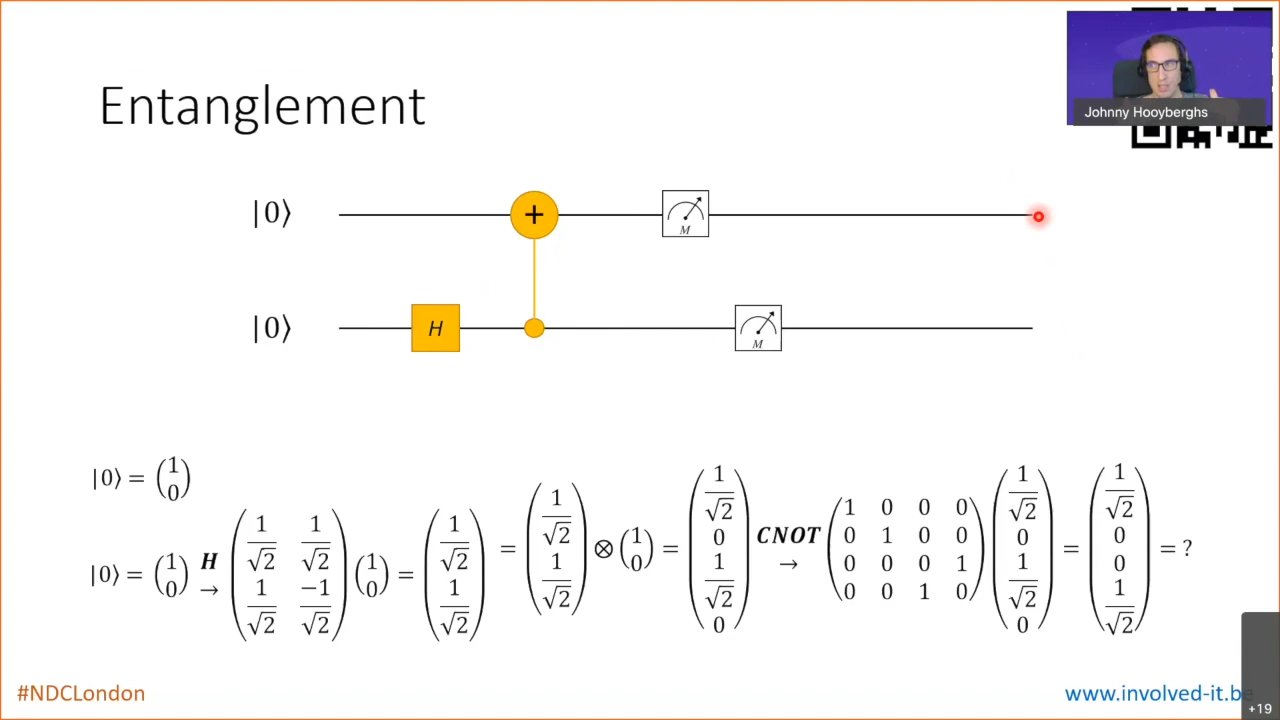 Johnny Hooyberghs
Entanglement
|0⟩
+
M
|0⟩
H
M
|0⟩ = (1 0)
|0⟩ = (1 0) H → (1/√2 1/√2 1/√2 -1/√2) (1 0) = (1/√2 1/√2) = (1/√2 1/√2) ⊗ (1 0) = (1/√2 0 1/√2 0) CNOT → (1 0 0 0 0 1 0 0 0 0 0 1 0 0 1 0) (1/√2 0 1/√2 0) = (1/√2 0 0 1/√2) = ?
#NDCLondon
www.involved-it.be
+19